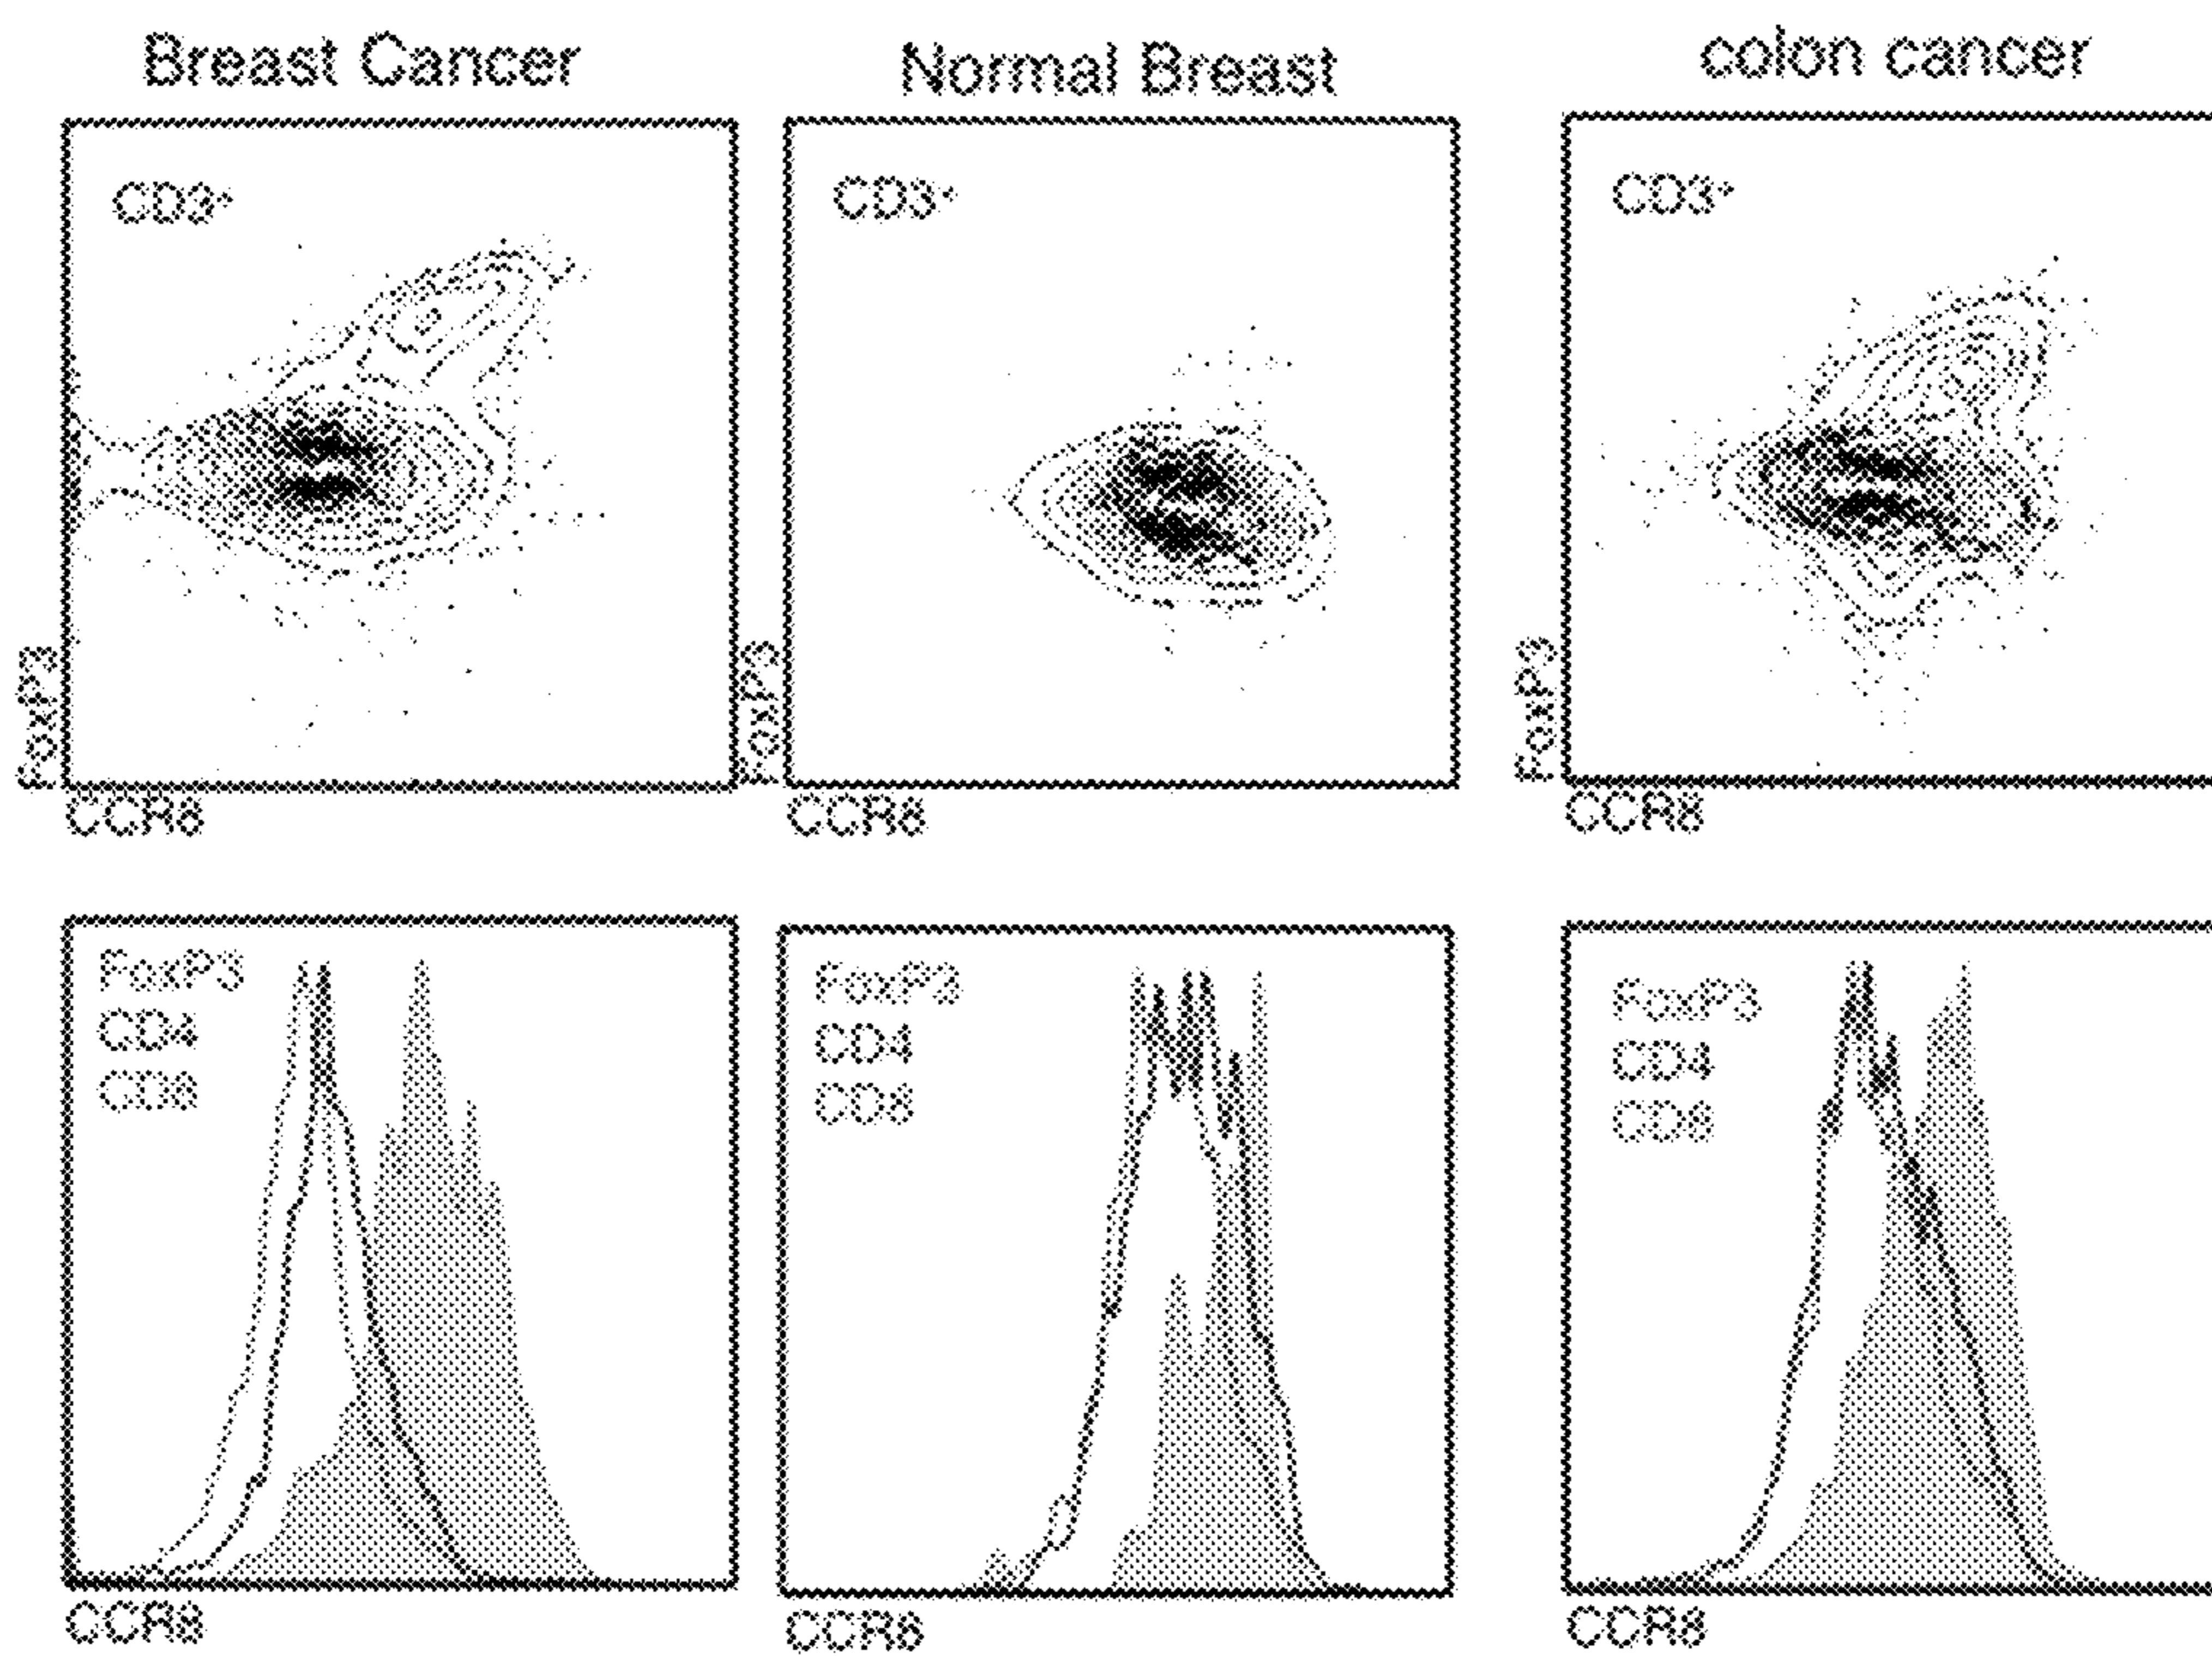 Breast Cancer
Normal Breast
colon cancer
CD3+
CD3+
CD3+
FoxP3
FoxP3
FoxP3
CCR8
CCR8
CCR8
FoxP3
CD4
CD8
FoxP3
CD4
CD8
FoxP3
CD4
CD8
CCR8
CCR8
CCR8